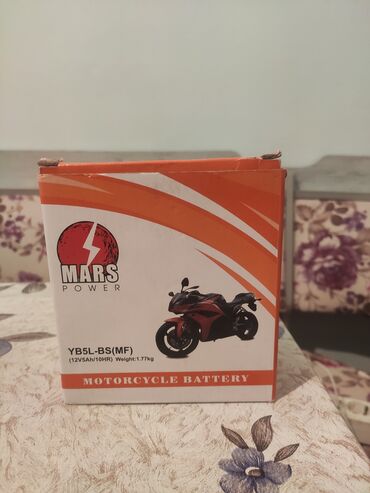 MARS
POWER
YB5L-BS(MF)
(12V5Ah/10HR) Weight:1.77kg
MOTORCYCLE BATTERY